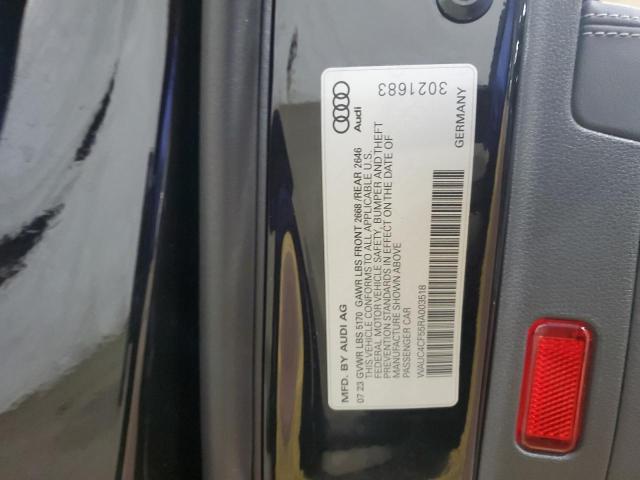 MFD. BY AUDI AG
Audi
07 23 GVWR LBS 5170 GAWR LBS FRONT 2668 /REAR 2646
THIS VEHICLE CONFORMS TO ALL APPLICABLE U.S.
FEDERAL MOTOR VEHICLE SAFETY, BUMPER AND THEFT
PREVENTION STANDARDS IN EFFECT ON THE DATE OF
MANUFACTURE SHOWN ABOVE
PASSENGER CAR
3021683
WAUC4CF55RA003518
GERMANY